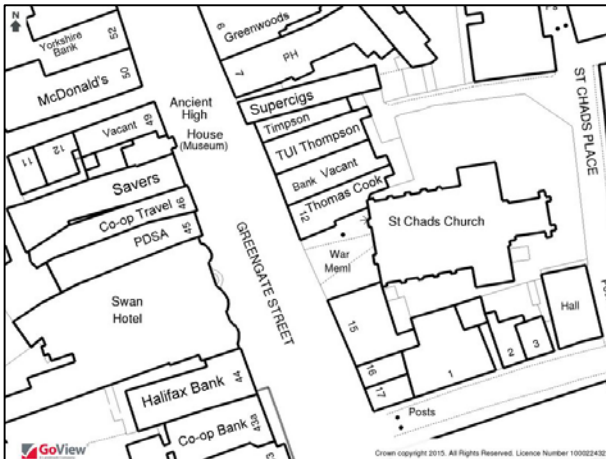 N
Yorkshire
Bank
52
McDonald's
50
Ancient
High
House
(Museum)
Vacant
49
11
12
Savers
Co-op Travel
46
PDSA
45
Swan
Hotel
Halifax Bank
44
Co-op Bank
43a
GREENGATE STREET
6
Greenwoods
7
PH
Supercigs
Timpson
TUI Thompson
Bank Vacant
Thomas Cook
12
War
Meml
St Chads Church
ST CHADS PLACE
15
16
17
1
2
3
Hall
Posts
GoView
Crown copyright 2015. All Rights Reserved. Licence Number 100022432